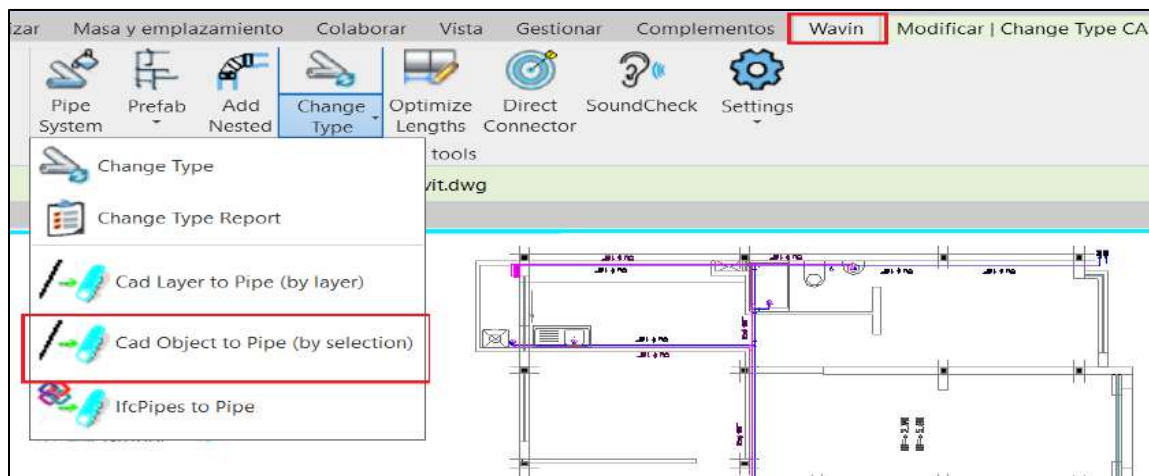 izar Masa y emplazamiento Colaborar Vista Gestionar Complementos Wavin Modificar | Change Type CA
Pipe System
Prefab
Add Nested
Change Type
Optimize Lengths
Direct Connector
SoundCheck
Settings
tools
vit.dwg
Change Type
Change Type Report
Cad Layer to Pipe (by layer)
Cad Object to Pipe (by selection)
IfcPipes to Pipe